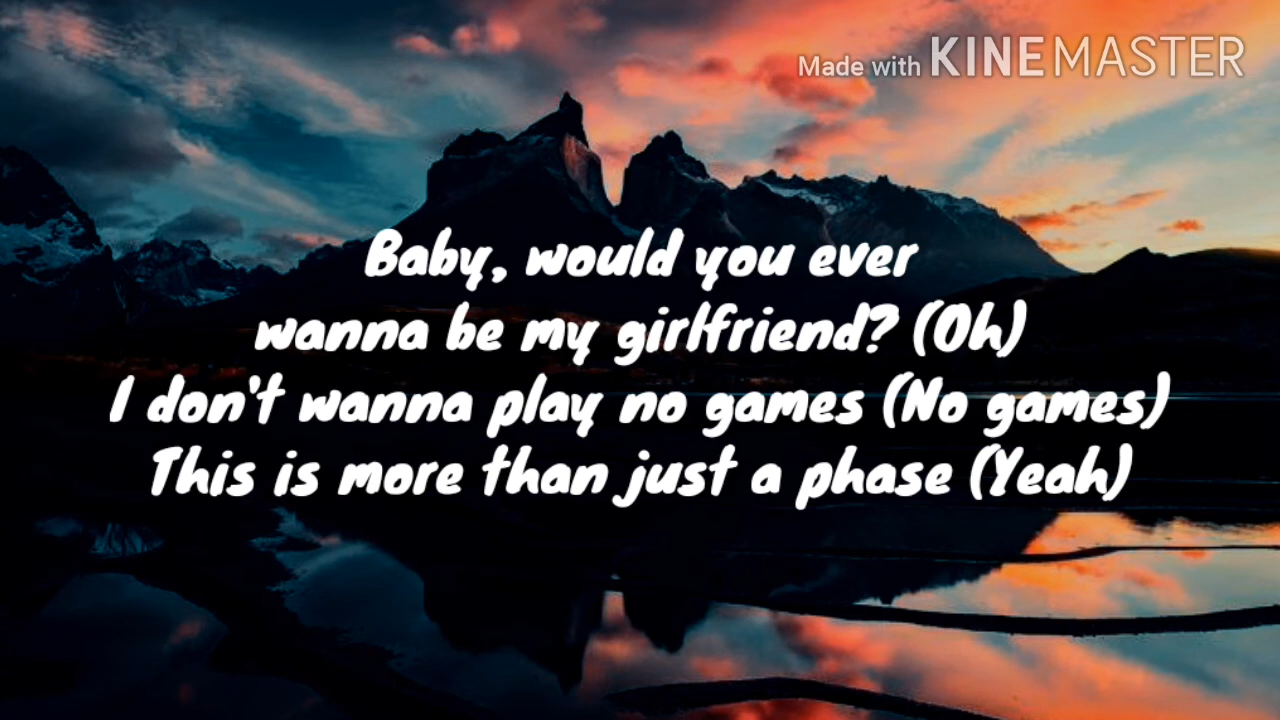 Made with KINEMASTER
Baby, would you ever
wanna be my girlfriend? (Oh)
I don't wanna play no games (No games)
This is more than just a phase (Yeah)